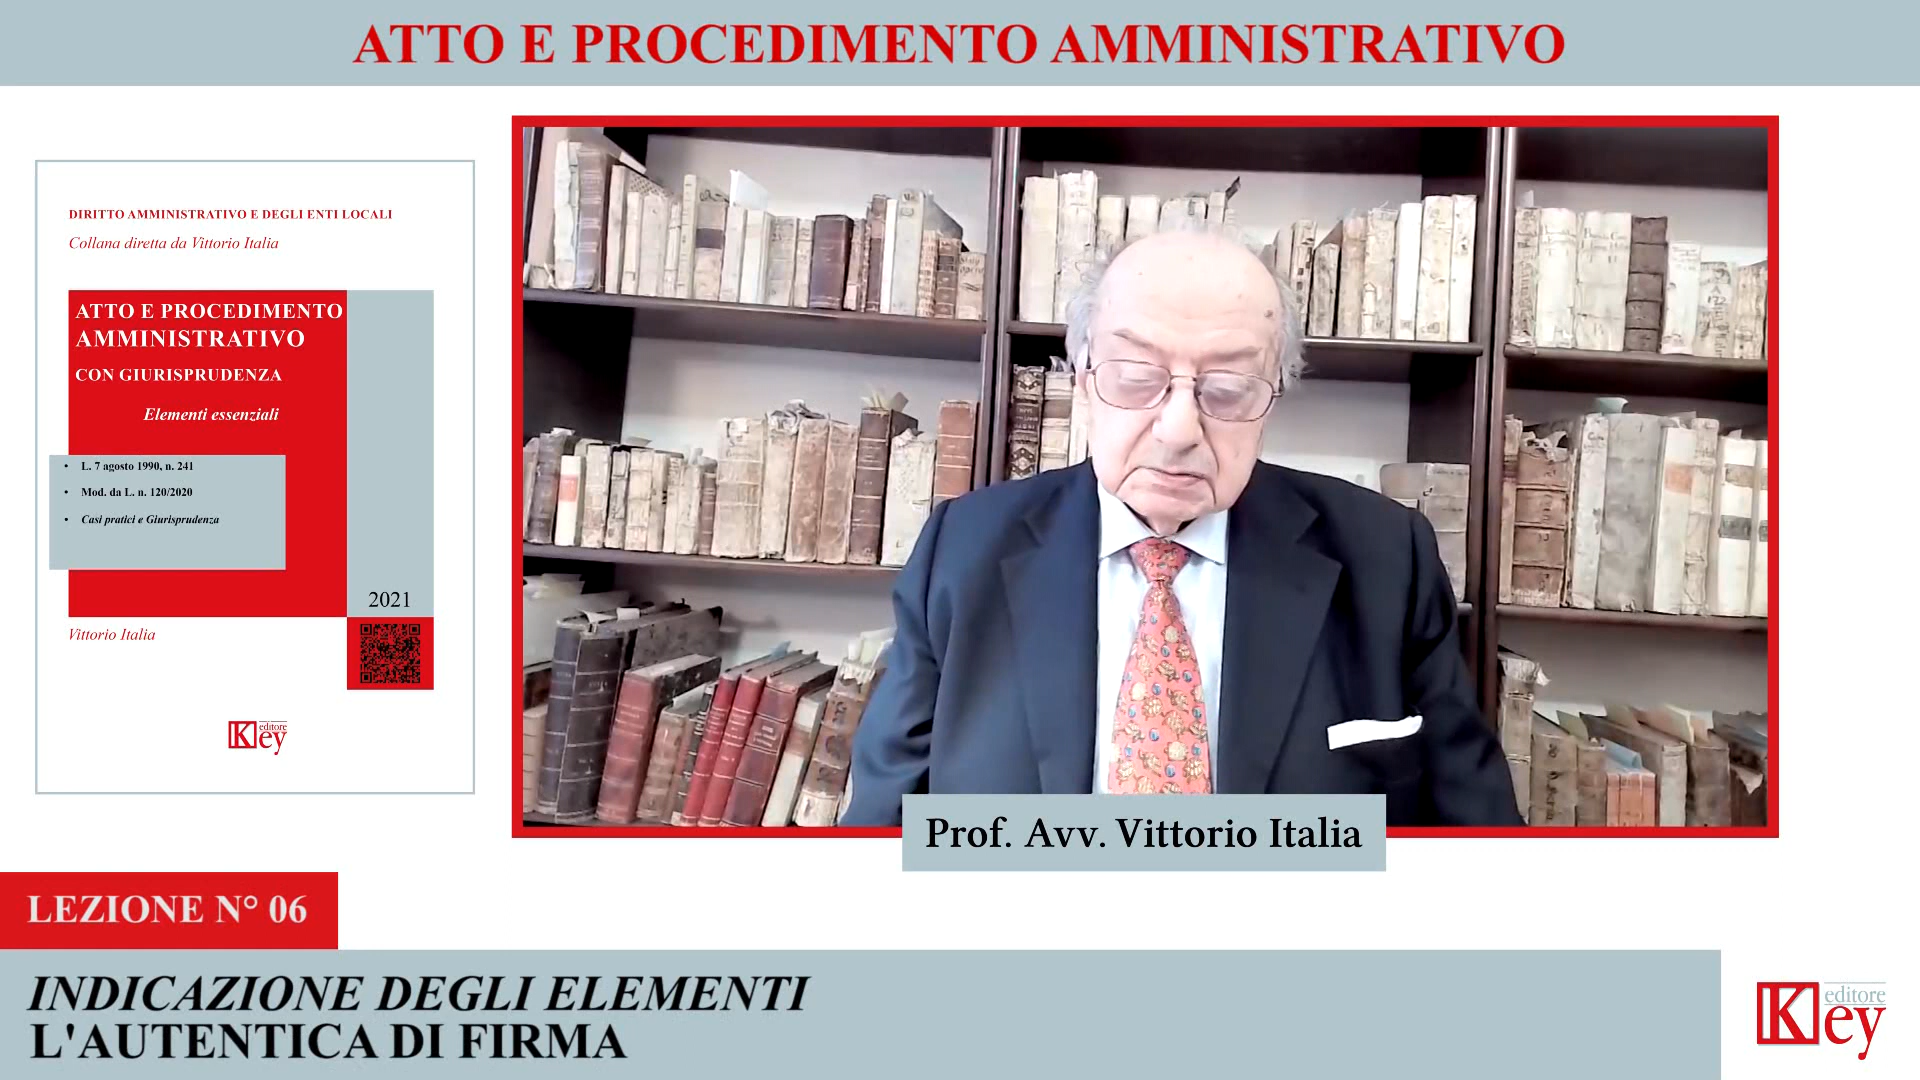 ATTO E PROCEDIMENTO AMMINISTRATIVO
DIRITTO AMMINISTRATIVO E DEGLI ENTI LOCALI
Collana diretta da Vittorio Italia
ATTO E PROCEDIMENTO
AMMINISTRATIVO
CON GIURISPRUDENZA
Elementi essenziali
• L. 7 agosto 1990, n. 241
• Mod. da L. n. 120/2020
• Casi pratici e Giurisprudenza
2021
Vittorio Italia
Key editore
Prof. Avv. Vittorio Italia
LEZIONE N° 06
INDICAZIONE DEGLI ELEMENTI
L'AUTENTICA DI FIRMA
Key editore